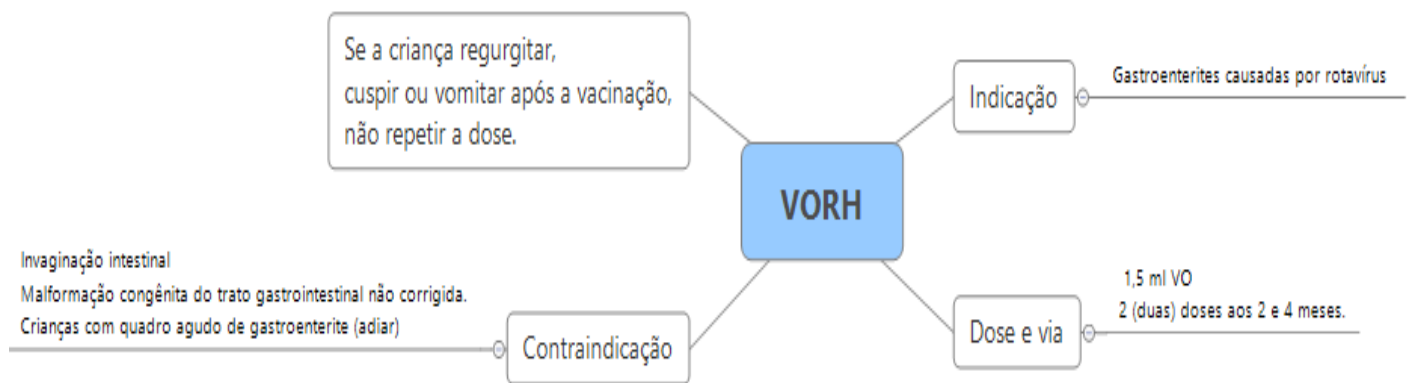 Se a criança regurgitar,
cuspir ou vomitar após a vacinação,
não repetir a dose.
Indicação
Gastroenterites causadas por rotavírus
VORH
Invaginação intestinal
Malformação congênita do trato gastrointestinal não corrigida.
Crianças com quadro agudo de gastroenterite (adiar)
Contraindicação
Dose e via
1,5 ml VO
2 (duas) doses aos 2 e 4 meses.